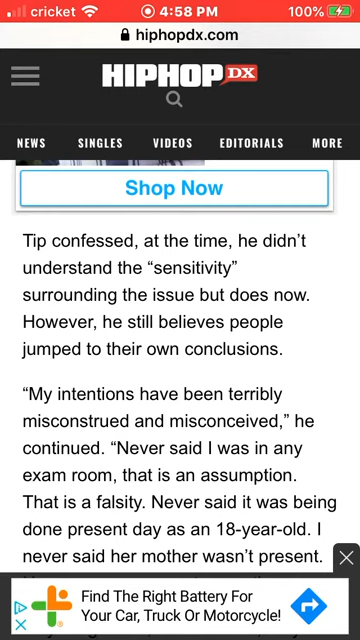 cricket 4:58 PM 100%
hiphopdx.com
HIPHOP DX
NEWS SINGLES VIDEOS EDITORIALS MORE
Shop Now
Tip confessed, at the time, he didn’t
understand the “sensitivity”
surrounding the issue but does now.
However, he still believes people
jumped to their own conclusions.
“My intentions have been terribly
misconstrued and misconceived,” he
continued. “Never said I was in any
exam room, that is an assumption.
That is a falsity. Never said it was being
done present day as an 18-year-old. I
never said her mother wasn’t present.
Find The Right Battery For
Your Car, Truck Or Motorcycle!